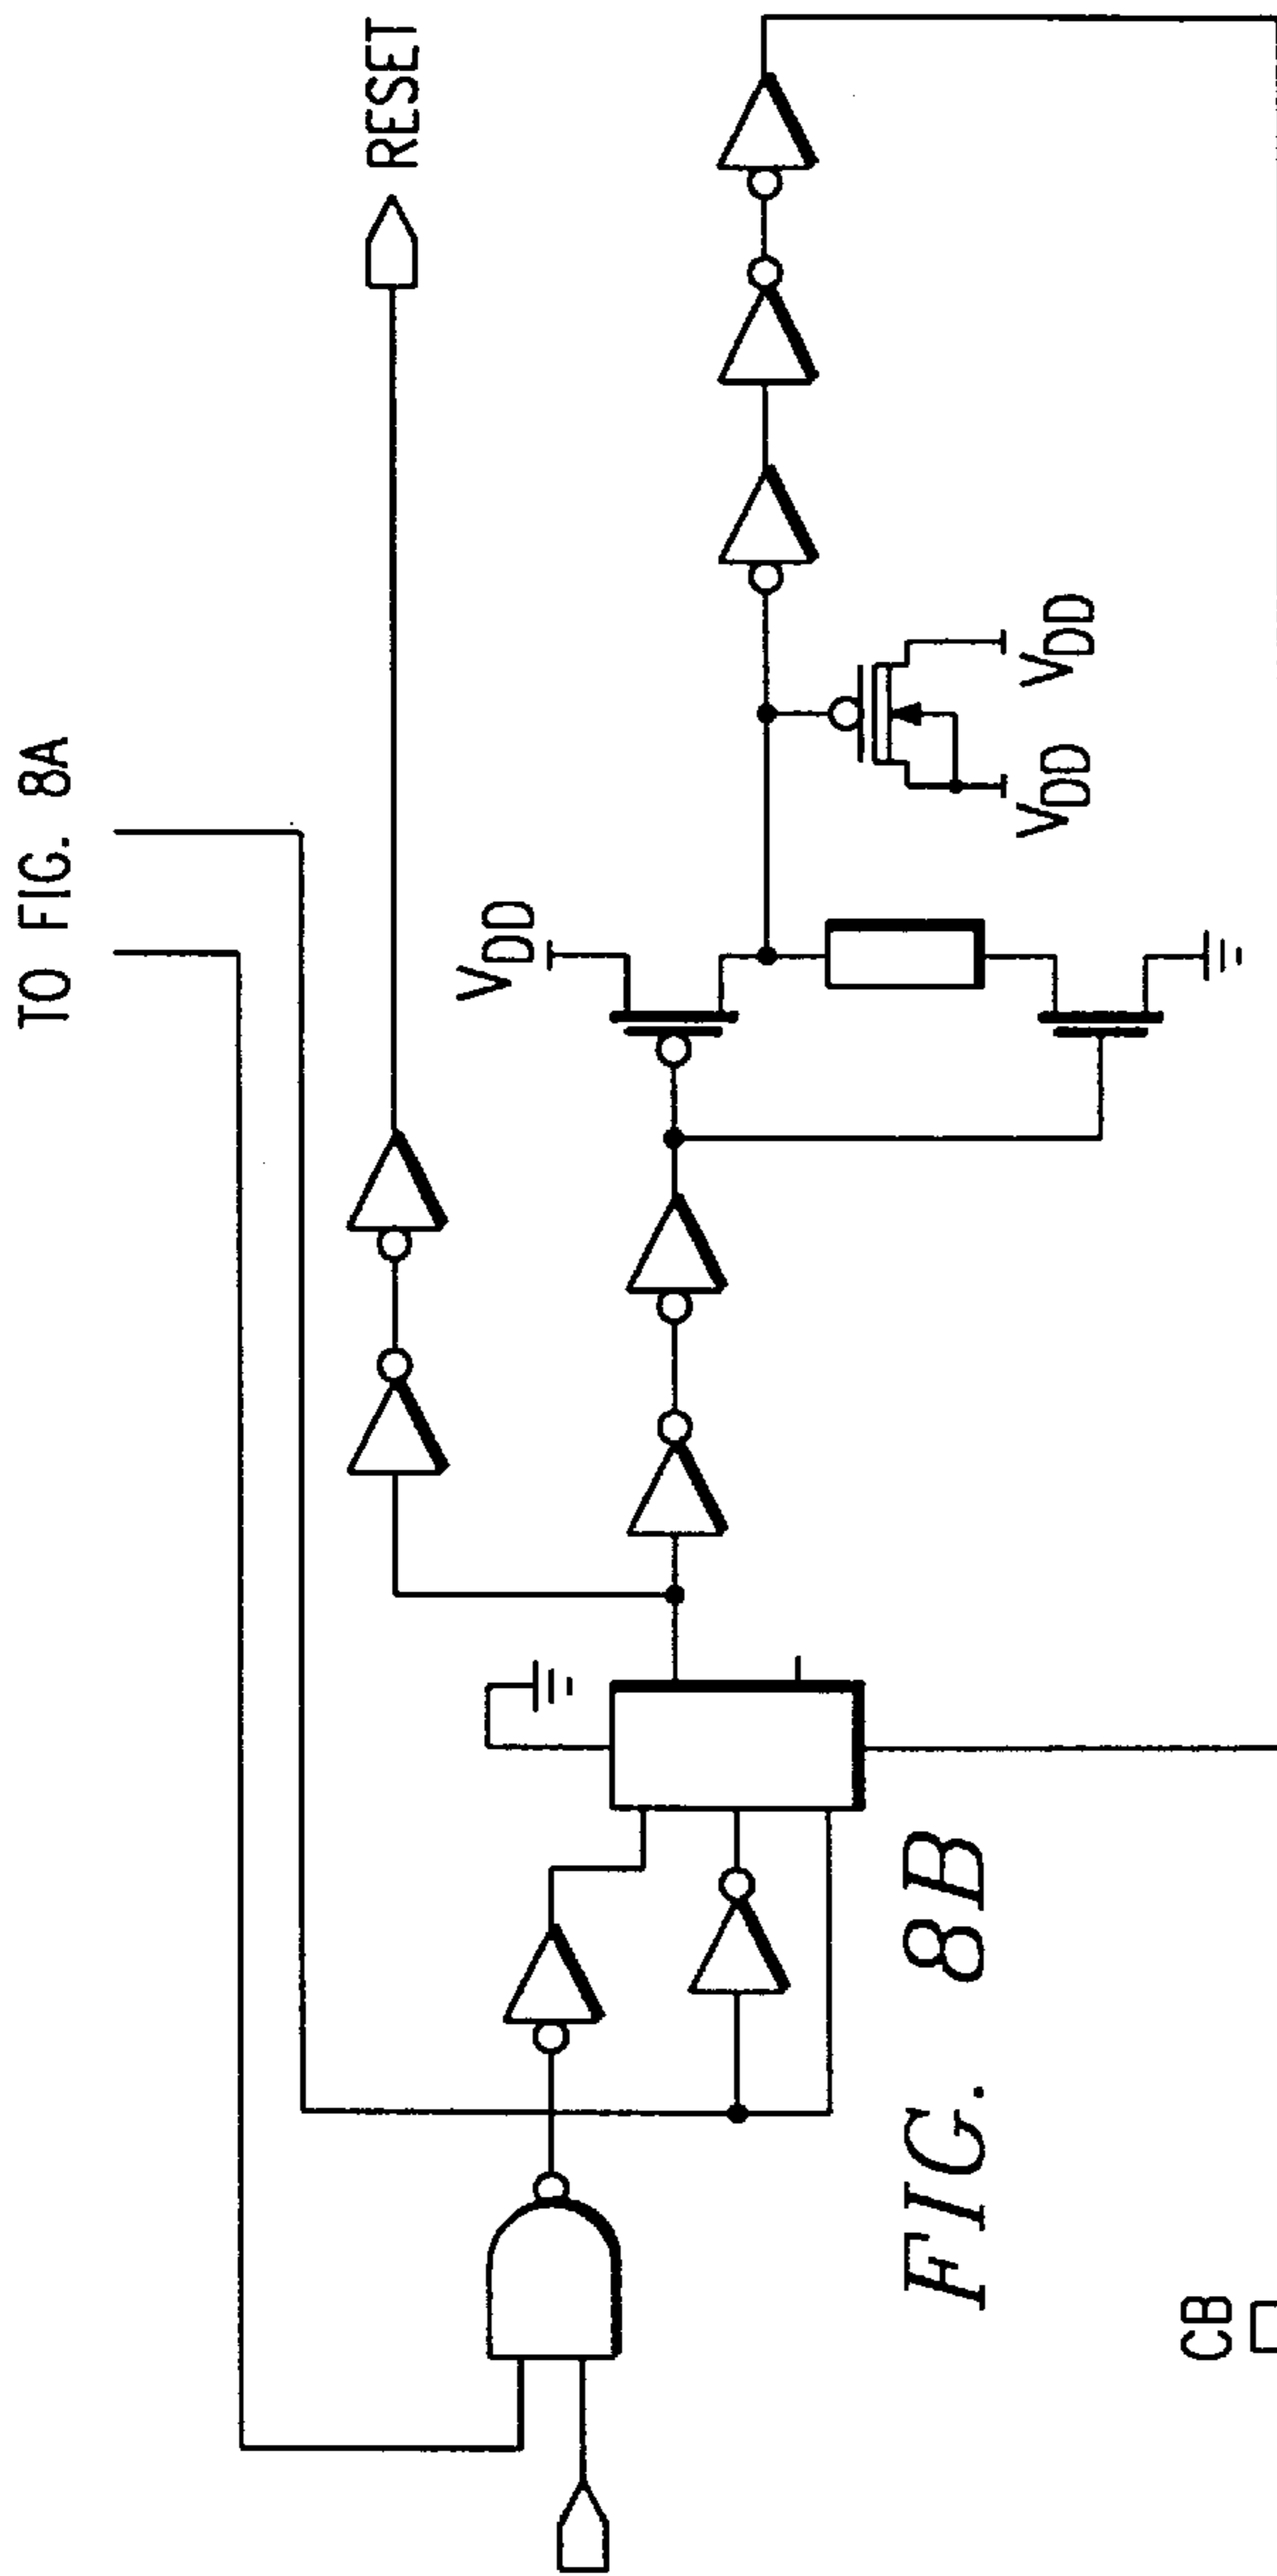 TO FIG. 8A
RESET
VDD
VDD
VDD
FIG. 8B
CB